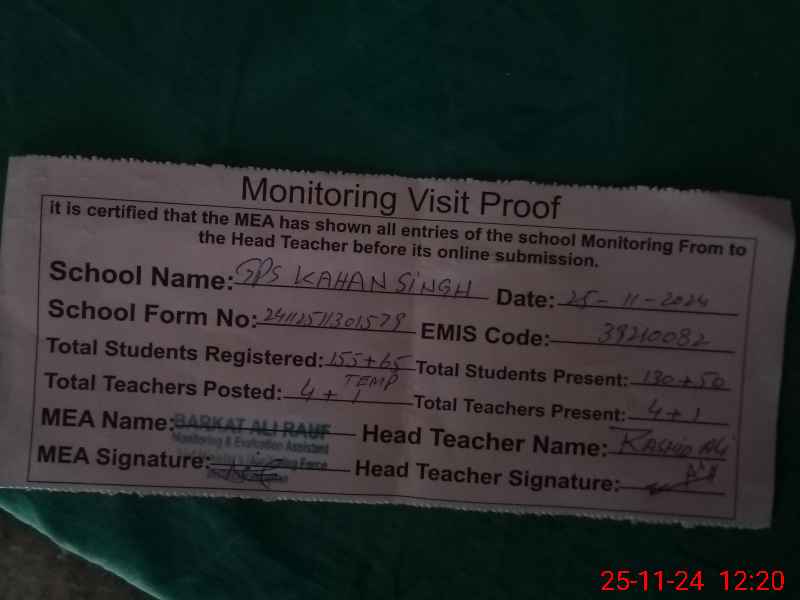 Monitoring Visit Proof
it is certified that the MEA has shown all entries of the school Monitoring From to
the Head Teacher before its online submission.
School Name: GPS KAHAN SINGH Date: 25-11-2024
School Form No: EMIS Code: 39210082
Total Students Registered: 155+65 Total Students Present: 130+50
Total Teachers Posted: 4+1 TEMP Total Teachers Present: 4+1
MEA Name: BARKAT ALI RAUF Head Teacher Name: KASHID Ali
Monitoring & Evaluation Assistant
MEA Signature: Force Head Teacher Signature:
25-11-24 12:20